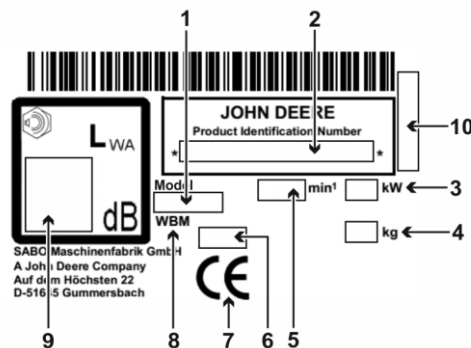 1 2
JOHN DEERE
Product Identification Number
* *
10
LWA
Model
min¹ kW 3
dB
WBM
kg 4
SABO Maschinenfabrik GmbH
A John Deere Company
Auf dem Höchsten 22
D-51645 Gummersbach
CE
9 8 7 6 5